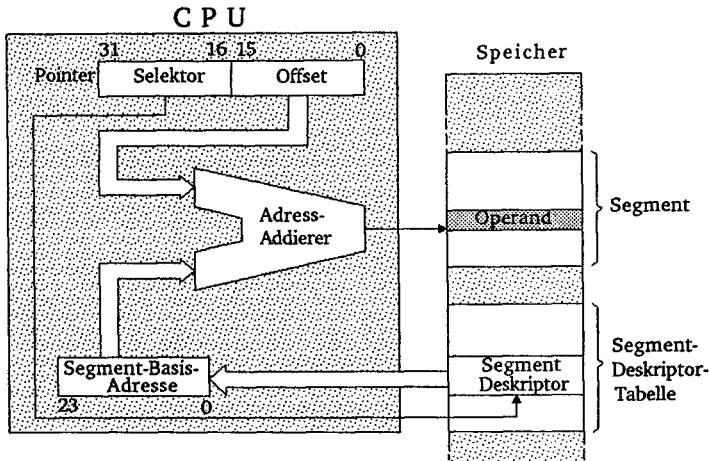 CPU
31 16 15 0
Pointer Selektor Offset
Speicher
Adress-
Addierer
Operand
Segment
Segment-Basis-
Adresse
23 0
Segment
Deskriptor
Segment-
Deskriptor-
Tabelle